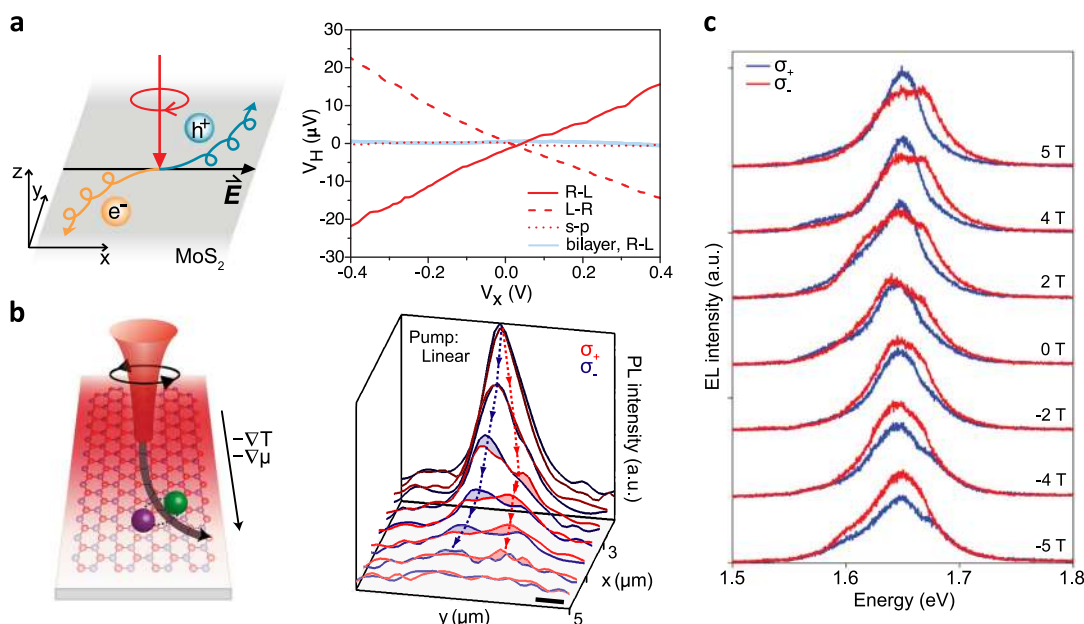 a
z
y
x
h+
e-
E
MoS2
VH (µV)
30
20
10
0
-10
-20
-30
R-L
L-R
s-p
bilayer, R-L
-0.4
-0.2
0.0
0.2
0.4
Vx (V)
b
-∇T
-∇µ
Pump:
Linear
σ+
σ-
PL intensity
(a.u.)
3
x (µm)
5
y (µm)
c
σ+
σ-
EL intensity (a.u.)
5 T
4 T
2 T
0 T
-2 T
-4 T
-5 T
1.5
1.6
1.7
1.8
Energy (eV)